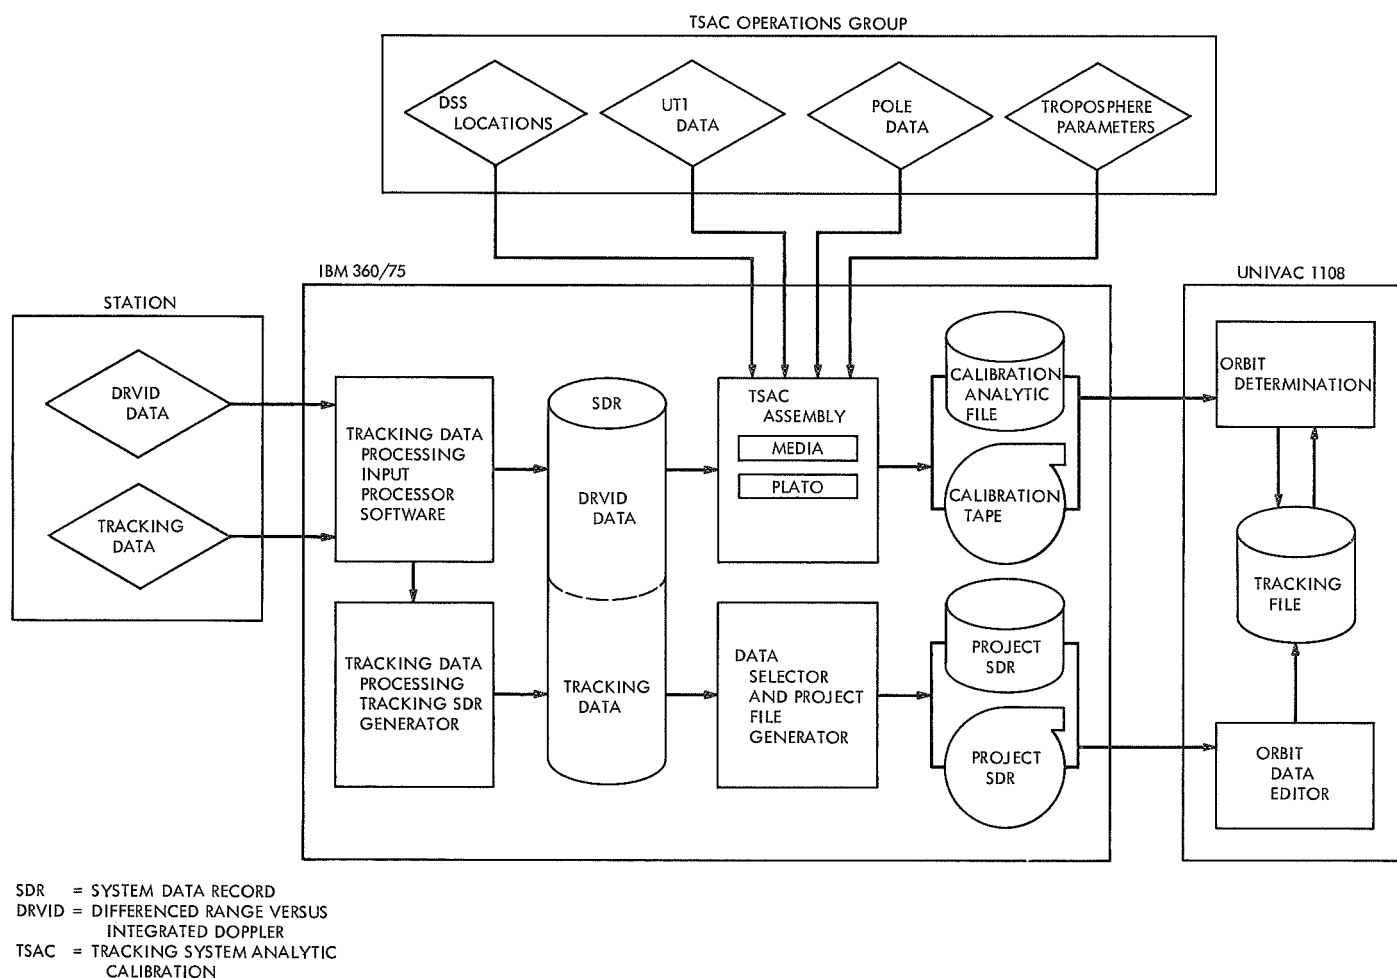 TSAC OPERATIONS GROUP
DSS
LOCATIONS
UT1
DATA
POLE
DATA
TROPOSPHERE
PARAMETERS
IBM 360/75
UNIVAC 1108
STATION
DRVID
DATA
TRACKING
DATA
TRACKING DATA
PROCESSING
INPUT
PROCESSOR
SOFTWARE
TRACKING DATA
PROCESSING
TRACKING SDR
GENERATOR
SDR
DRVID
DATA
TRACKING
DATA
TSAC
ASSEMBLY
MEDIA
PLATO
DATA
SELECTOR
AND PROJECT
FILE
GENERATOR
CALIBRATION
ANALYTIC
FILE
CALIBRATION
TAPE
PROJECT
SDR
PROJECT
SDR
ORBIT
DETERMINATION
TRACKING
FILE
ORBIT
DATA
EDITOR
SDR = SYSTEM DATA RECORD
DRVID = DIFFERENCED RANGE VERSUS
INTEGRATED DOPPLER
TSAC = TRACKING SYSTEM ANALYTIC
CALIBRATION